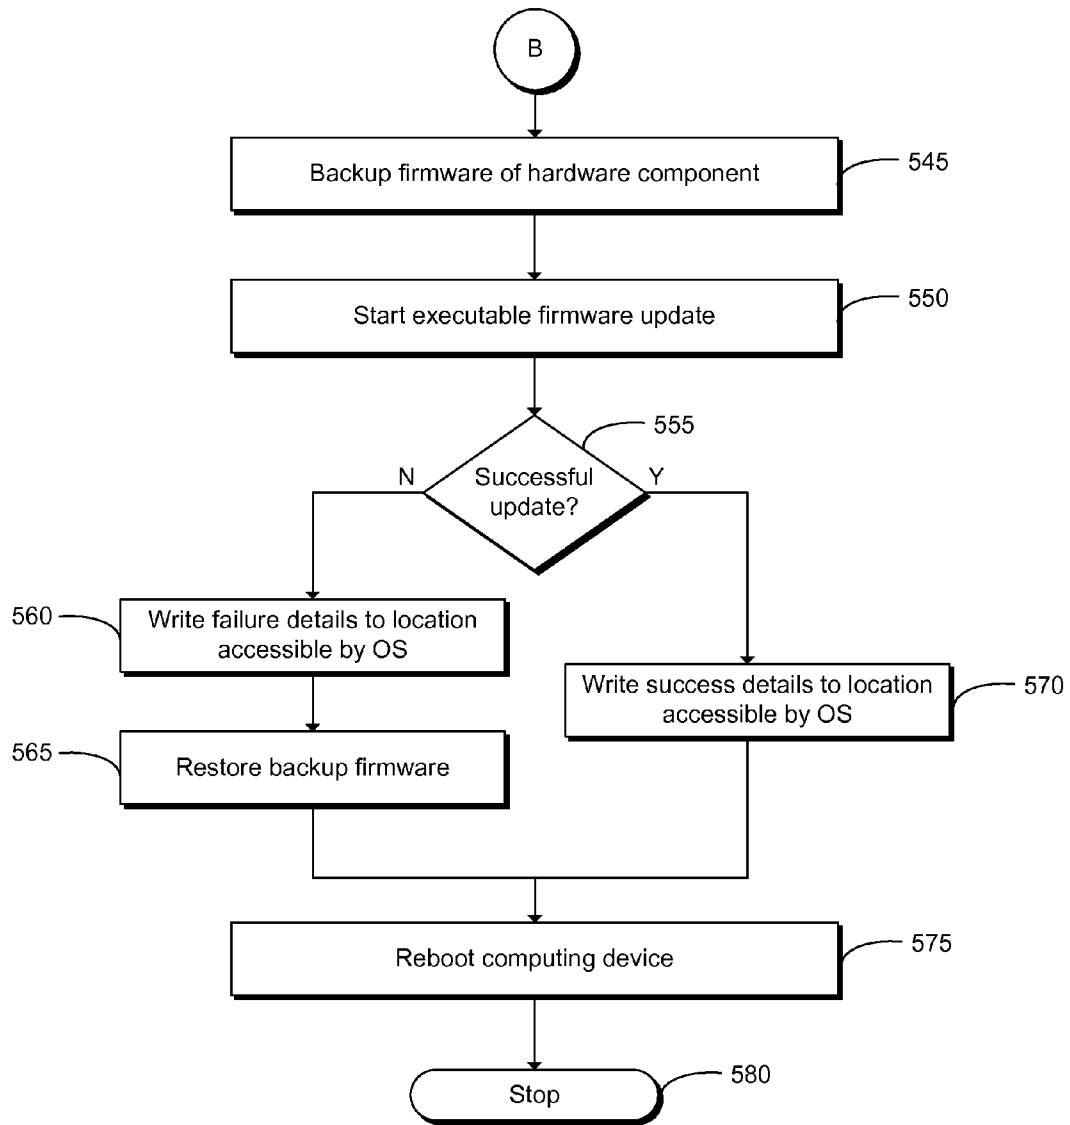 B
Backup firmware of hardware component
545
Start executable firmware update
550
555
N
Successful
update?
Y
560
Write failure details to location
accessible by OS
Write success details to location
accessible by OS
570
565
Restore backup firmware
Reboot computing device
575
Stop
580